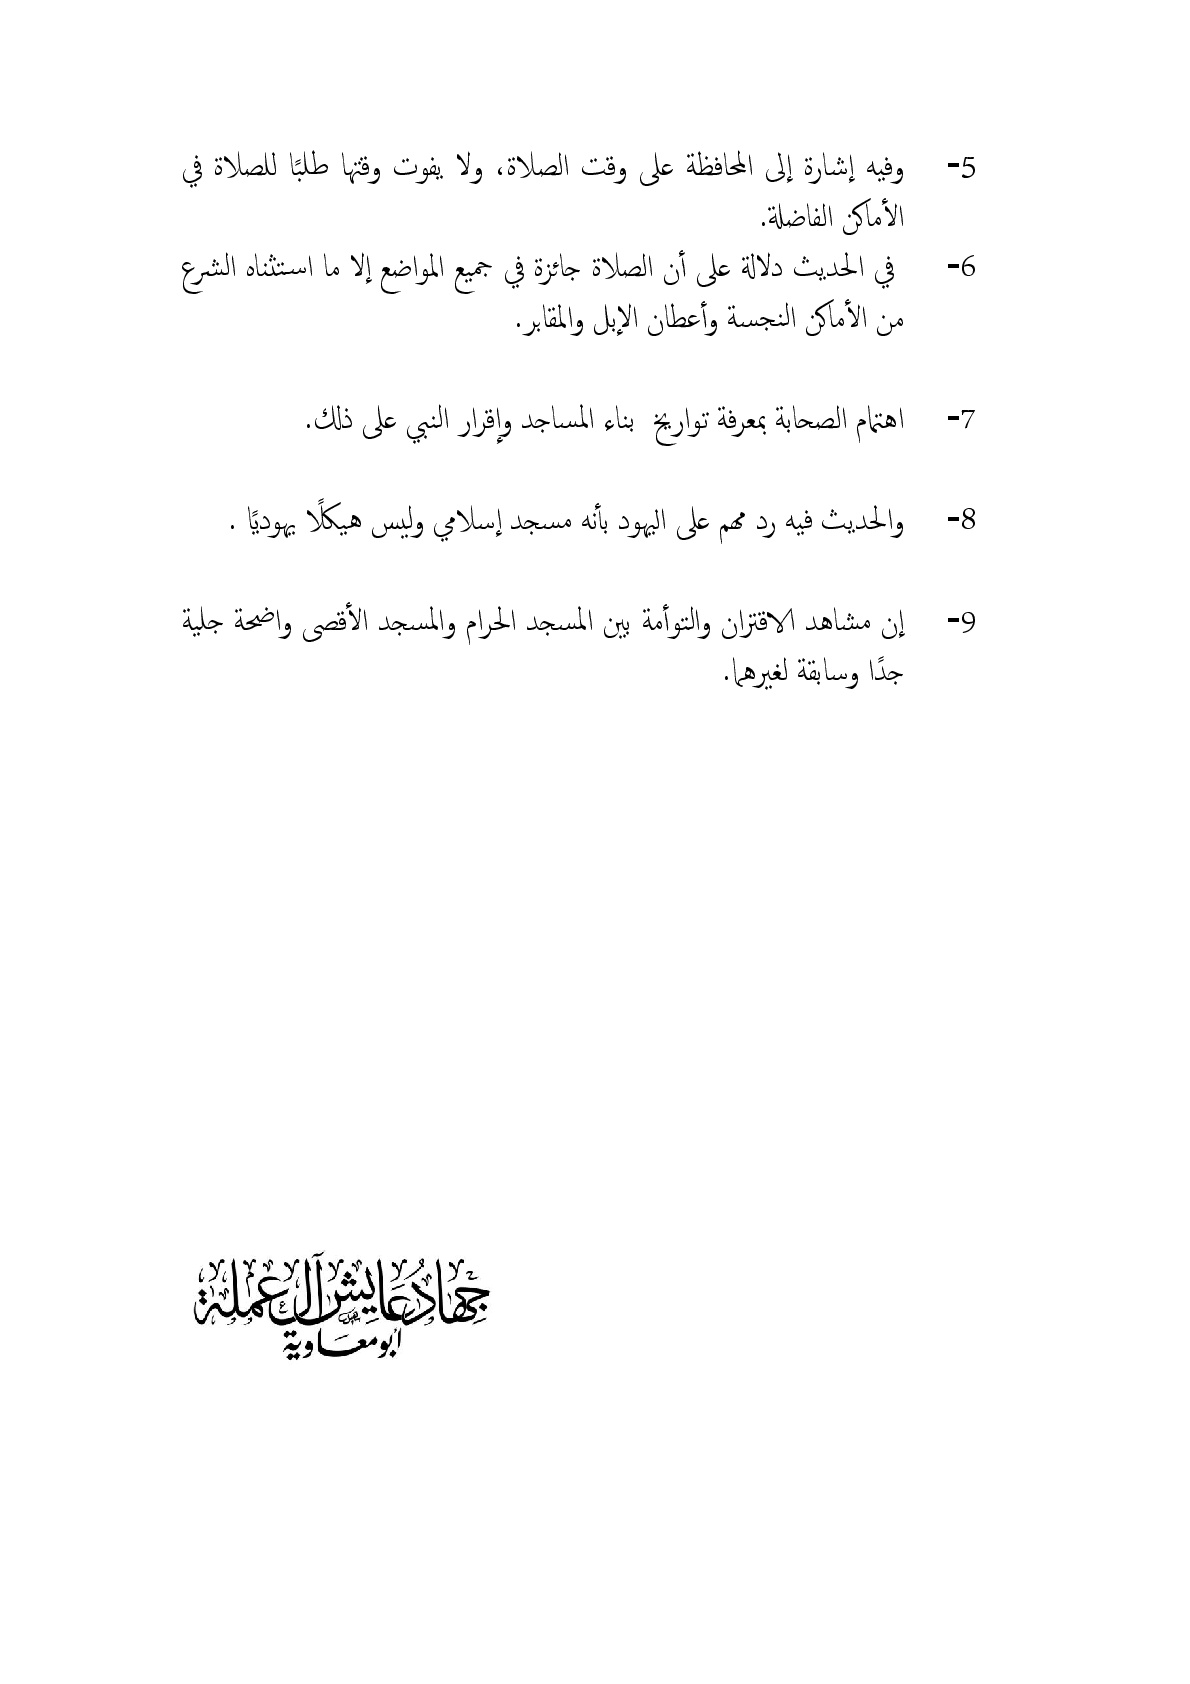 5- وفيه إشارة إلى المحافظة على وقت الصلاة، ولا يفوت وقتها طلبًا للصلاة في
الأماكن الفاضلة.
6- في الحديث دلالة على أن الصلاة جائزة في جميع المواضع إلا ما استثناه الشرع
من الأماكن النجسة وأعطان الإبل والمقابر.
7- اهتمام الصحابة بمعرفة تواريخ بناء المساجد وإقرار النبي على ذلك.
8- والحديث فيه رد مهم على اليهود بأنه مسجد إسلامي وليس هيكلًا يهوديًا .
9- إن مشاهد الاقتران والتوأمة بين المسجد الحرام والمسجد الأقصى واضحة جلية
جدًا وسابقة لغيرهما.
جهاد عايش آل عملة
أبو معاوية